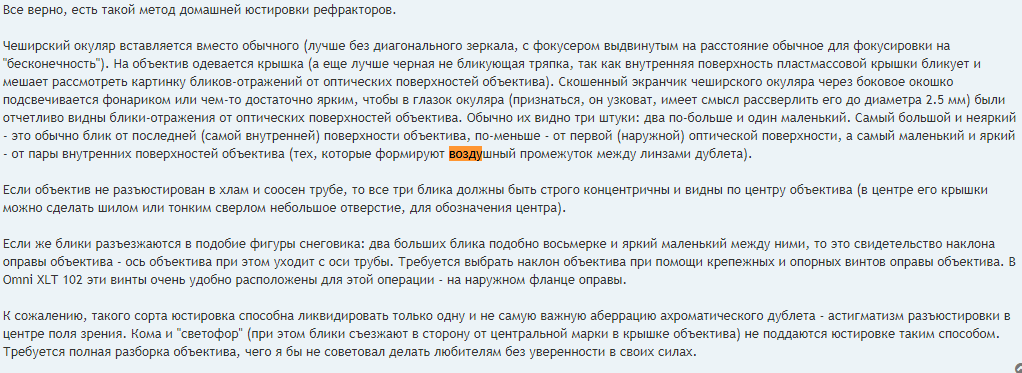 Все верно, есть такой метод домашней юстировки рефракторов.
Чеширский окуляр вставляется вместо обычного (лучше без диагонального зеркала, с фокусером выдвинутым на расстояние обычное для фокусировки на
"бесконечность"). На объектив одевается крышка (а еще лучше черная не бликующая тряпка, так как внутренняя поверхность пластмассовой крышки бликует и
мешает рассмотреть картинку бликов-отражений от оптических поверхностей объектива). Скошенный экранчик чеширского окуляра через боковое окошко
подсвечивается фонариком или чем-то достаточно ярким, чтобы в глазок окуляра (признаться, он узковат, имеет смысл рассверлить его до диаметра 2.5 мм) были
отчетливо видны блики-отражения от оптических поверхностей объектива. Обычно их видно три штуки: два по-больше и один маленький. Самый большой и неяркий
- это обычно блик от последней (самой внутренней) поверхности объектива, по-меньше - от первой (наружной) оптической поверхности, а самый маленький и яркий
- от пары внутренних поверхностей объектива (тех, которые формируют воздушный промежуток между линзами дублета).
Если объектив не разъюстирован в хлам и соосен трубе, то все три блика должны быть строго концентричны и видны по центру объектива (в центре его крышки
можно сделать шилом или тонким сверлом небольшое отверстие, для обозначения центра).
Если же блики разъезжаются в подобие фигуры снеговика: два больших блика подобно восьмерке и яркий маленький между ними, то это свидетельство наклона
оправы объектива - ось объектива при этом уходит с оси трубы. Требуется выбрать наклон объектива при помощи крепежных и опорных винтов оправы объектива. В
Omni XLT 102 эти винты очень удобно расположены для этой операции - на наружном фланце оправы.
К сожалению, такого сорта юстировка способна ликвидировать только одну и не самую важную аберрацию ахроматического дублета - астигматизм разъюстировки в
центре поля зрения. Кома и "светофор" (при этом блики съезжают в сторону от центральной марки в крышке объектива) не поддаются юстировке таким способом.
Требуется полная разборка объектива, чего я бы не советовал делать любителям без уверенности в своих силах.